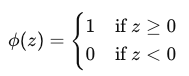 ϕ(z) = { 1 if z ≥ 0
0 if z < 0